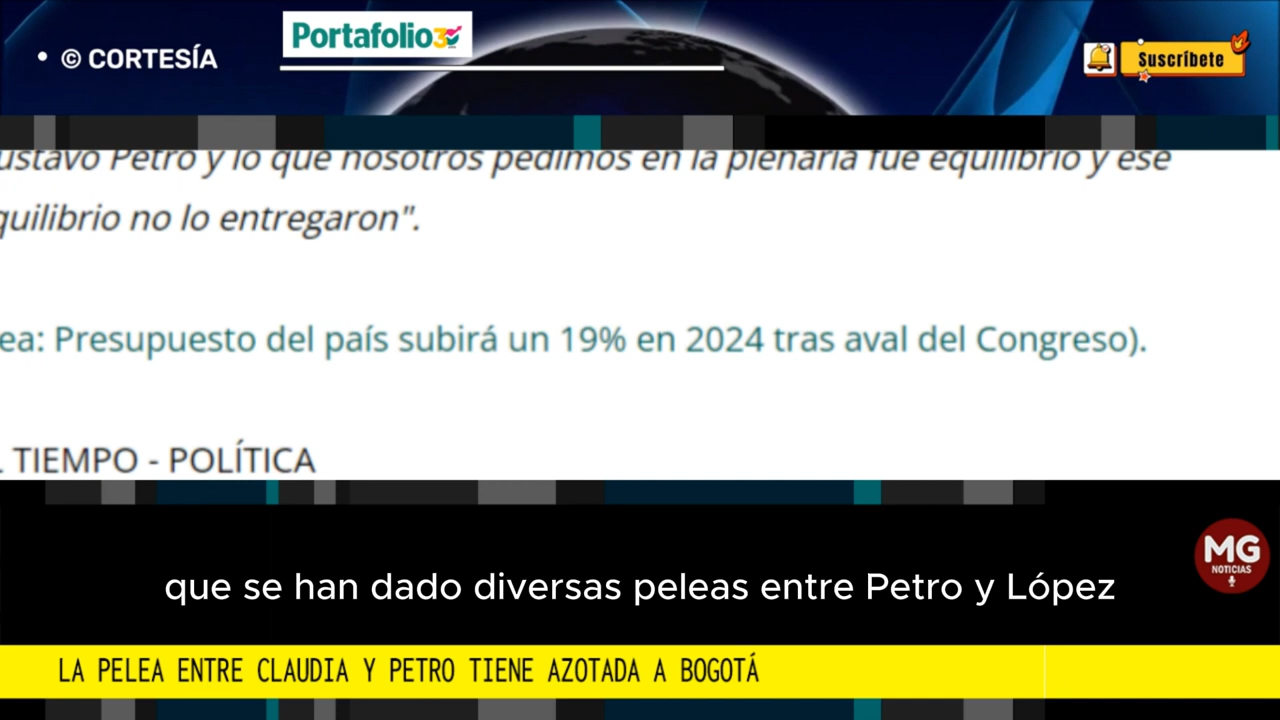 Portafolio
• © CORTESÍA
Suscríbete
ustavo Petro y lo que nosotros pedimos en la plenaria fue equilibrio y ese
quilibrio no lo entregaron".
ea: Presupuesto del país subirá un 19% en 2024 tras aval del Congreso).
TIEMPO - POLÍTICA
MG
NOTICIAS
que se han dado diversas peleas entre Petro y López
LA PELEA ENTRE CLAUDIA Y PETRO TIENE AZOTADA A BOGOTÁ